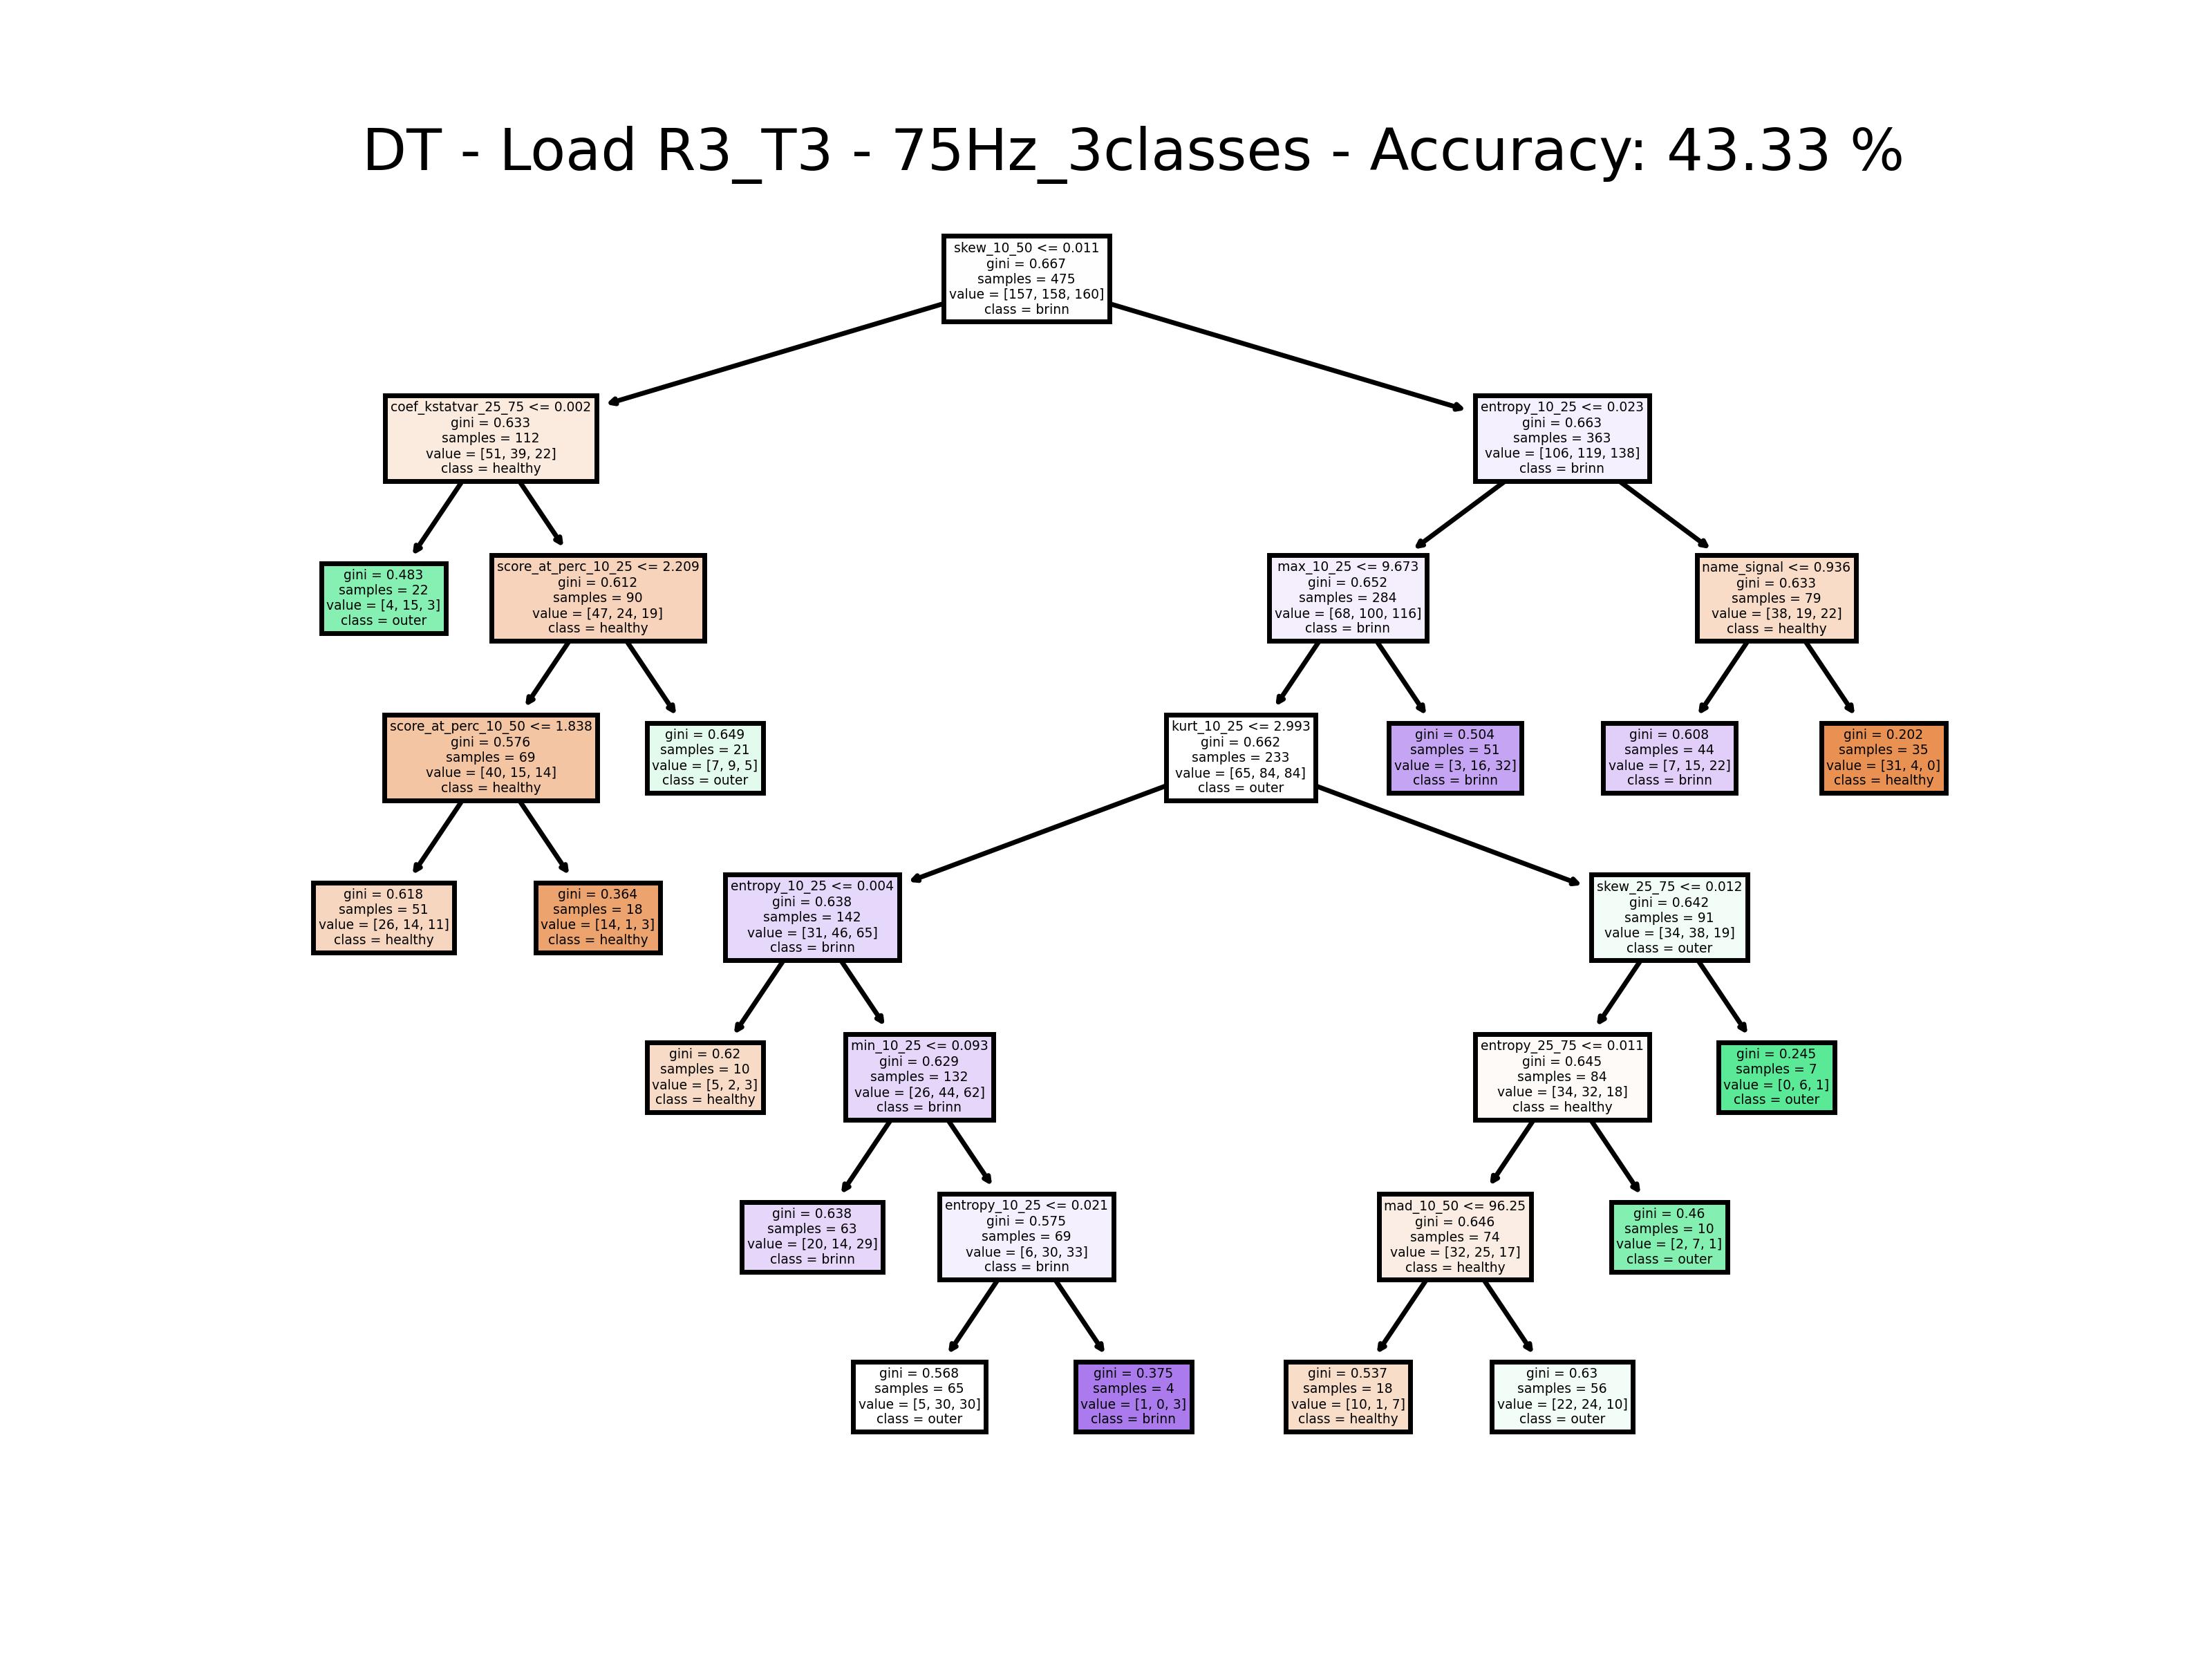 DT - Load R3_T3 - 75Hz_3classes - Accuracy: 43.33 %
skew_10_50 <= 0.011
gini = 0.667
samples = 475
value = [157, 158, 160]
class = brinn
coef_kstatvar_25_75 <= 0.002
gini = 0.633
samples = 112
value = [51, 39, 22]
class = healthy
entropy_10_25 <= 0.023
gini = 0.663
samples = 363
value = [106, 119, 138]
class = brinn
gini = 0.483
samples = 22
value = [4, 15, 3]
class = outer
score_at_perc_10_25 <= 2.209
gini = 0.612
samples = 90
value = [47, 24, 19]
class = healthy
max_10_25 <= 9.673
gini = 0.652
samples = 284
value = [68, 100, 116]
class = brinn
name_signal <= 0.936
gini = 0.633
samples = 79
value = [38, 19, 22]
class = healthy
score_at_perc_10_50 <= 1.838
gini = 0.576
samples = 69
value = [40, 15, 14]
class = healthy
gini = 0.649
samples = 21
value = [7, 9, 5]
class = outer
kurt_10_25 <= 2.993
gini = 0.662
samples = 233
value = [65, 84, 84]
class = outer
gini = 0.504
samples = 51
value = [3, 16, 32]
class = brinn
gini = 0.608
samples = 44
value = [7, 15, 22]
class = brinn
gini = 0.202
samples = 35
value = [31, 4, 0]
class = healthy
gini = 0.618
samples = 51
value = [26, 14, 11]
class = healthy
gini = 0.364
samples = 18
value = [14, 1, 3]
class = healthy
entropy_10_25 <= 0.004
gini = 0.638
samples = 142
value = [31, 46, 65]
class = brinn
skew_25_75 <= 0.012
gini = 0.642
samples = 91
value = [34, 38, 19]
class = outer
gini = 0.62
samples = 10
value = [5, 2, 3]
class = healthy
min_10_25 <= 0.093
gini = 0.629
samples = 132
value = [26, 44, 62]
class = brinn
entropy_25_75 <= 0.011
gini = 0.645
samples = 84
value = [34, 32, 18]
class = healthy
gini = 0.245
samples = 7
value = [0, 6, 1]
class = outer
gini = 0.638
samples = 63
value = [20, 14, 29]
class = brinn
entropy_10_25 <= 0.021
gini = 0.575
samples = 69
value = [6, 30, 33]
class = brinn
mad_10_50 <= 96.25
gini = 0.646
samples = 74
value = [32, 25, 17]
class = healthy
gini = 0.46
samples = 10
value = [2, 7, 1]
class = outer
gini = 0.568
samples = 65
value = [5, 30, 30]
class = outer
gini = 0.375
samples = 4
value = [1, 0, 3]
class = brinn
gini = 0.537
samples = 18
value = [10, 1, 7]
class = healthy
gini = 0.63
samples = 56
value = [22, 24, 10]
class = outer